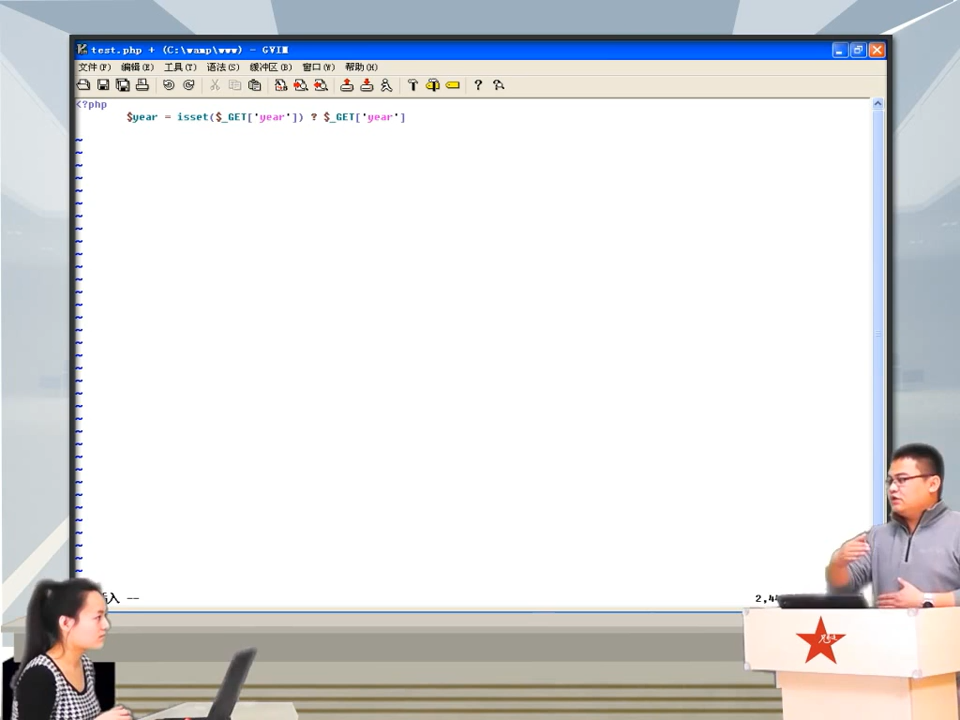 test.php + (C:\wamp\www) - GVIM
文件(F) 编辑(E) 工具(T) 语法(S) 缓冲区(B) 窗口(W) 帮助(H)
<?php
$year = isset($_GET['year']) ? $_GET['year']
入 --